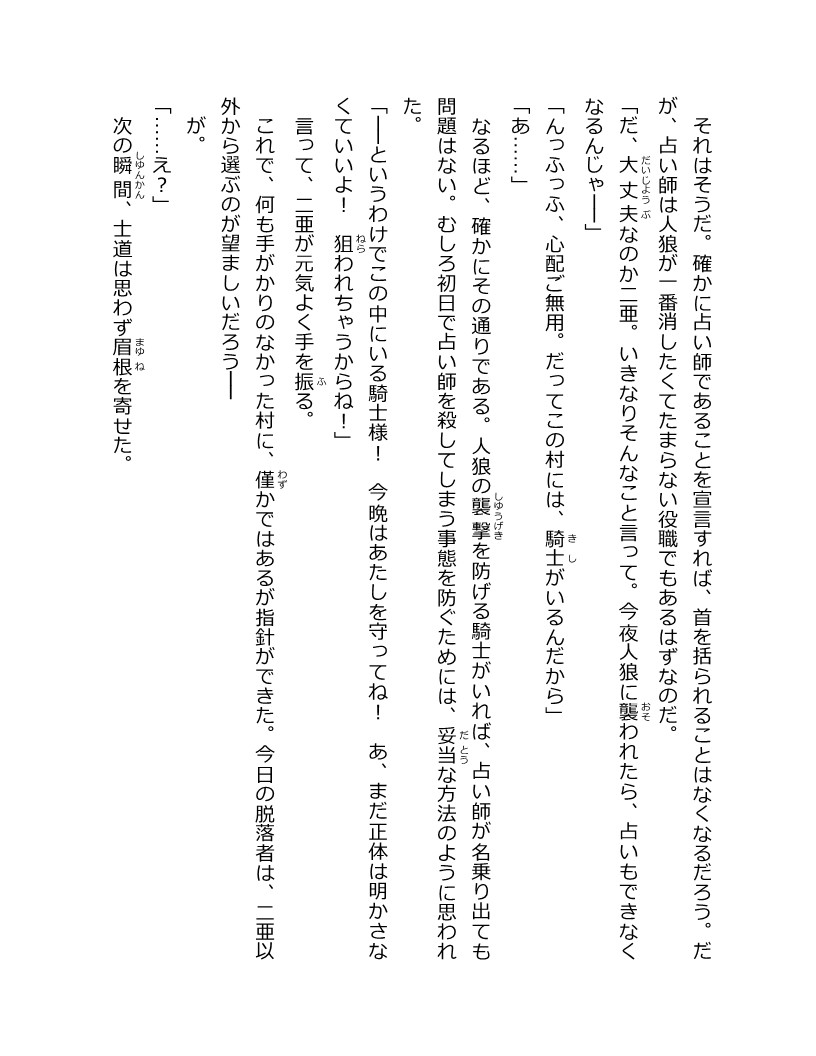 それはそうだ。確かに占い師であることを宣言すれば、首を括られることはなくなるだろう。だ
が、占い師は人狼が一番消したくてたまらない役職でもあるはずなのだ。
「だ、大丈夫なのか二亜。いきなりそんなこと言って。今夜人狼に襲われたら、占いもできなく
なるんじゃ──」
「んっふっふ、心配ご無用。だってこの村には、騎士がいるんだから」
「あ……」
　なるほど、確かにその通りである。人狼の襲撃を防げる騎士がいれば、占い師が名乗り出ても
問題はない。むしろ初日で占い師を殺してしまう事態を防ぐためには、妥当な方法のように思われ
た。
「──というわけでこの中にいる騎士様！　今晩はあたしを守ってね！　あ、まだ正体は明かさな
くていいよ！　狙われちゃうからね！」
　言って、二亜が元気よく手を振る。
　これで、何も手がかりのなかった村に、僅かではあるが指針ができた。今日の脱落者は、二亜以
外から選ぶのが望ましいだろう──
　が。
「……え？」
　次の瞬間、士道は思わず眉根を寄せた。